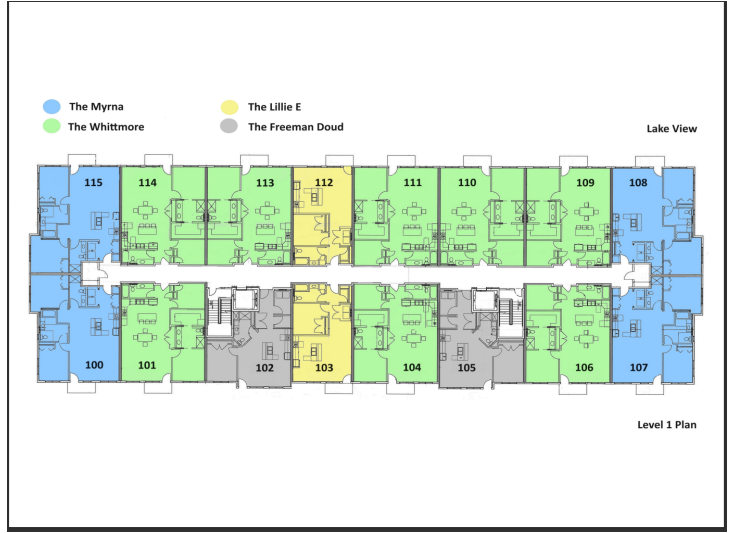 The Myrna
The Lillie E
The Whittmore
The Freeman Doud
Lake View
115 114 113 112 111 110 109 108
100 101 102 103 104 105 106 107
Level 1 Plan